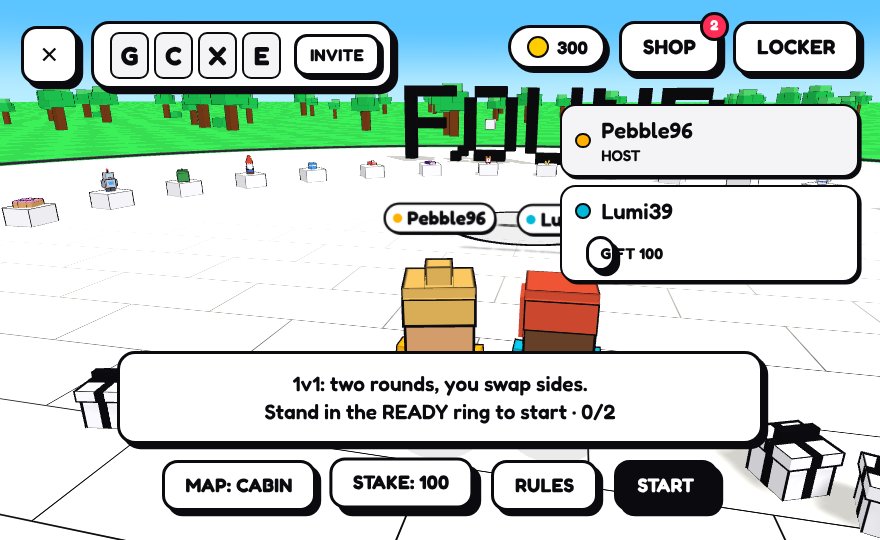 ×
G C X E INVITE
300
SHOP
2
LOCKER
Pebble96
HOST
Lumi39
GIFT 100
Pebble96
Lu
1v1: two rounds, you swap sides.
Stand in the READY ring to start · 0/2
MAP: CABIN
STAKE: 100
RULES
START